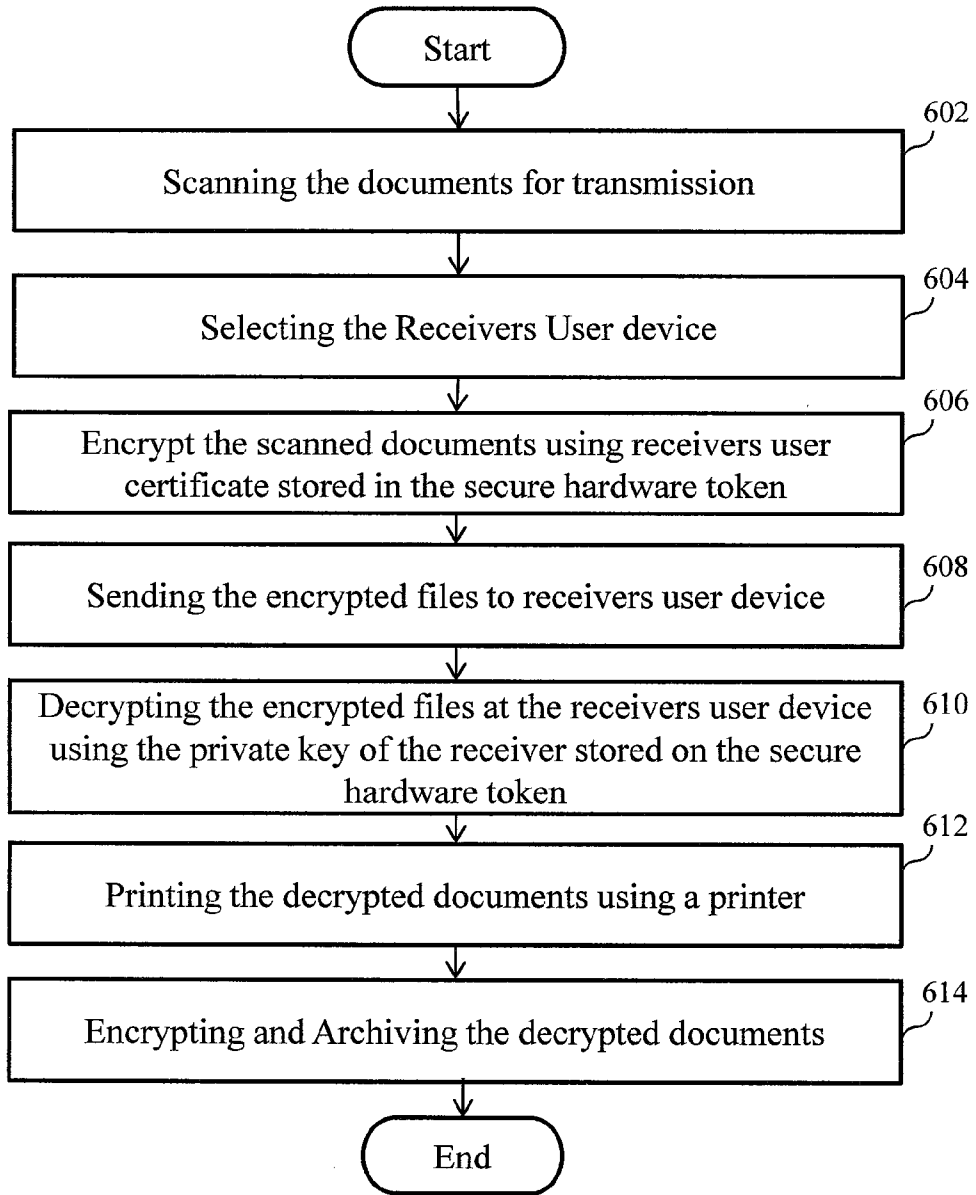 Start
602
Scanning the documents for transmission
604
Selecting the Receivers User device
606
Encrypt the scanned documents using receivers user
certificate stored in the secure hardware token
608
Sending the encrypted files to receivers user device
610
Decrypting the encrypted files at the receivers user device
using the private key of the receiver stored on the secure
hardware token
612
Printing the decrypted documents using a printer
614
Encrypting and Archiving the decrypted documents
End